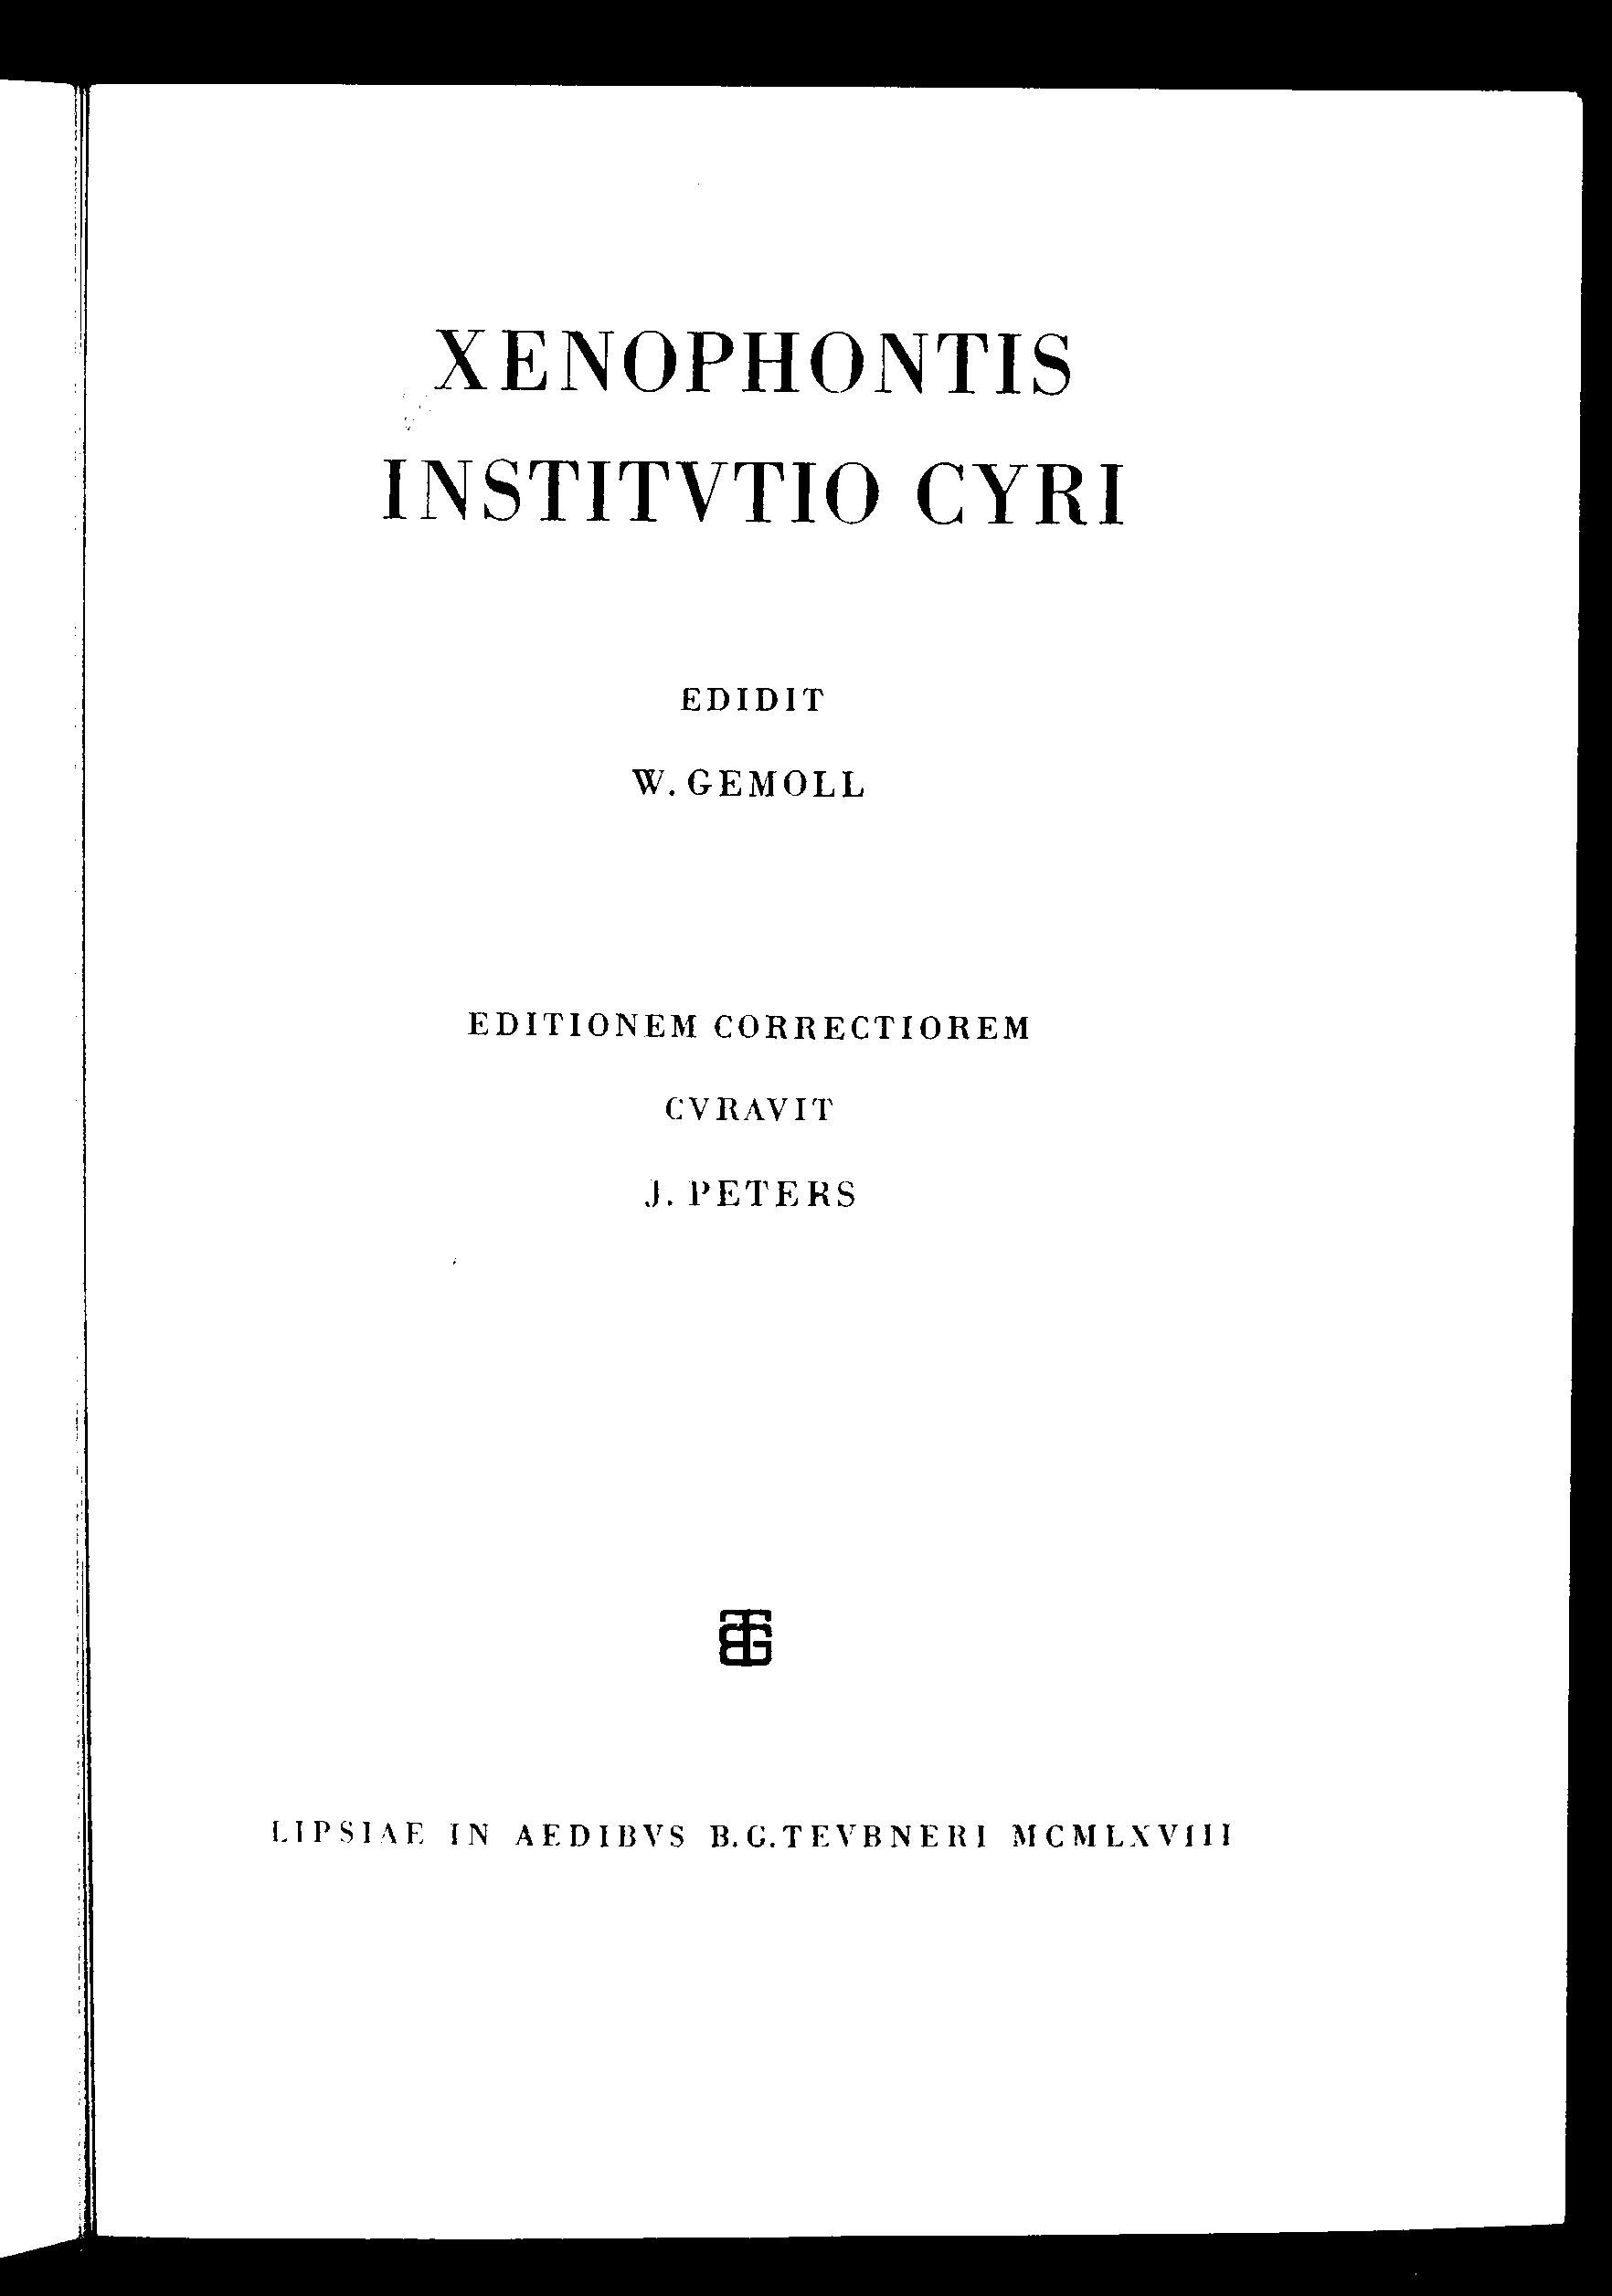 XENOPHONTIS
INSTITVTIO CYRI
EDIDIT
W. GEMOLL
EDITIONEM CORRECTIOREM
CVRAVIT
J. PETERS
LIPSIAE IN AEDIBVS B.G.TEVBNERI MCMLXVIII